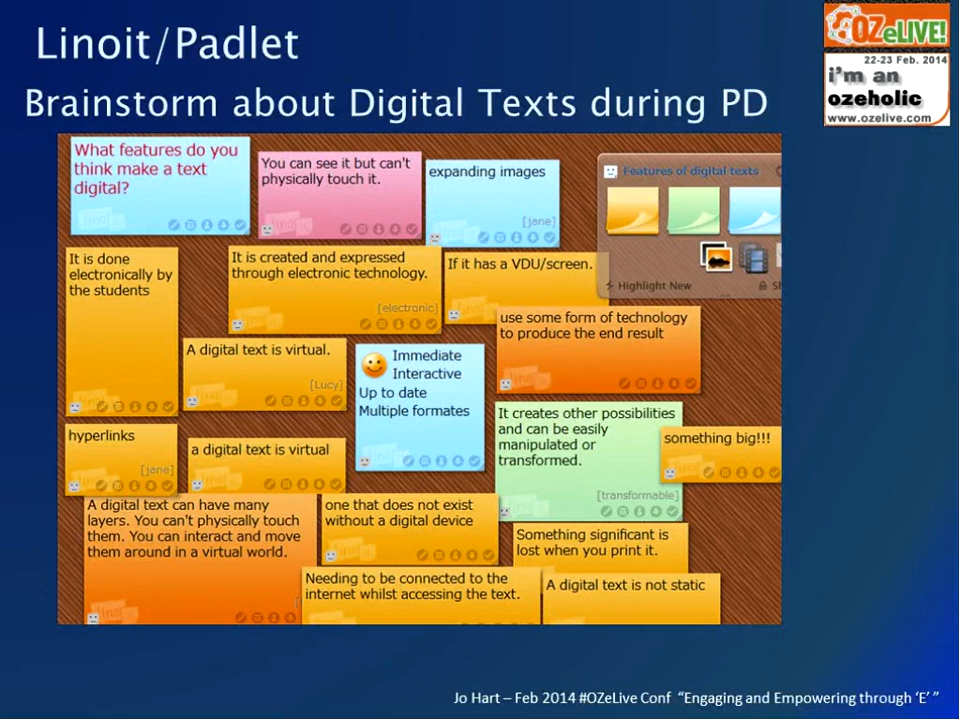 Linoit/Padlet
OZeLIVE!
22-23 Feb. 2014
i'm an
ozeholic
www.ozelive.com
Brainstorm about Digital Texts during PD
What features do you
think make a text
digital?
You can see it but can't
physically touch it.
expanding images
[jane]
Features of digital texts
Highlight New
It is done
electronically by
the students
It is created and expressed
through electronic technology.
[electronic]
If it has a VDU/screen.
use some form of technology
to produce the end result
A digital text is virtual.
[Lucy]
Immediate
Interactive
Up to date
Multiple formates
It creates other possibilities
and can be easily
manipulated or
transformed.
[transformable]
something big!!!
hyperlinks
[jane]
a digital text is virtual
A digital text can have many
layers. You can't physically touch
them. You can interact and move
them around in a virtual world.
one that does not exist
without a digital device
Something significant is
lost when you print it.
Needing to be connected to the
internet whilst accessing the text.
A digital text is not static
Jo Hart – Feb 2014 #OZeLive Conf “Engaging and Empowering through ‘E’ ”